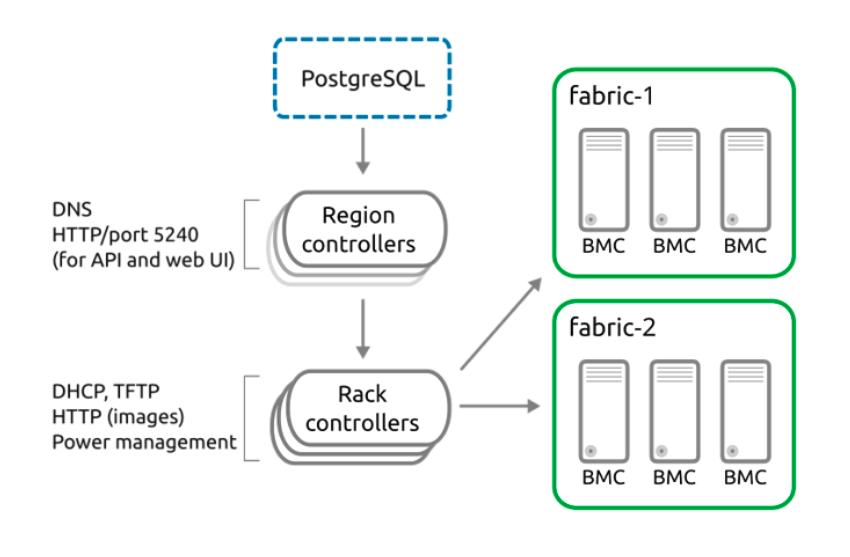 PostgreSQL
DNS
HTTP/port 5240
(for API and web UI)
Region
controllers
DHCP, TFTP
HTTP (images)
Power management
Rack
controllers
fabric-1
BMC BMC BMC
fabric-2
BMC BMC BMC